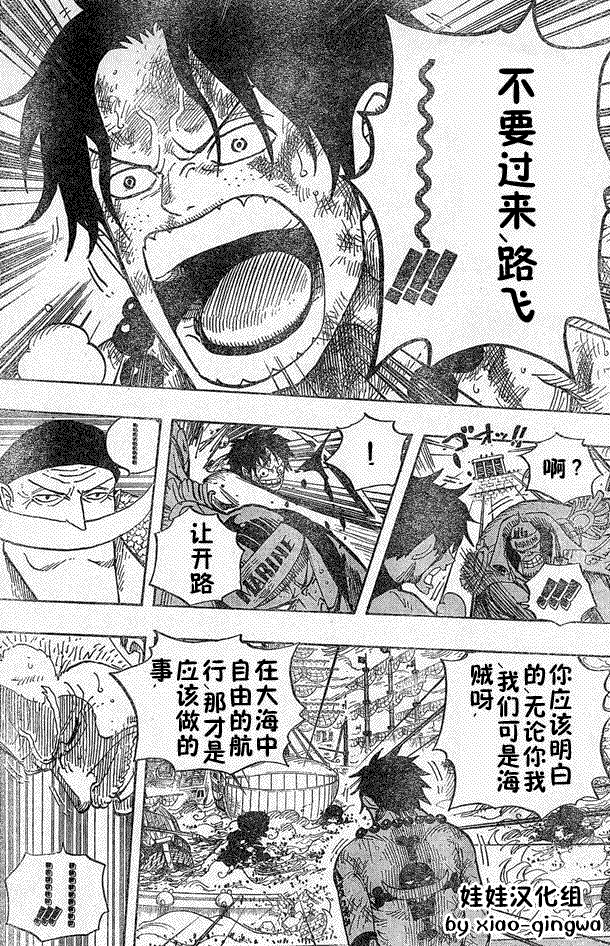 不要过来、
路飞
〜〜〜!!!
啊？
!!!
ゴオッ!!
MARINE
！
让开路
MARINE
你应该明白
的、无论你我
、我们可是海
贼呀
在大海中
自由的航
行、那才是
应该做的
事
!!
娃娃汉化组
by xiao-gingwa